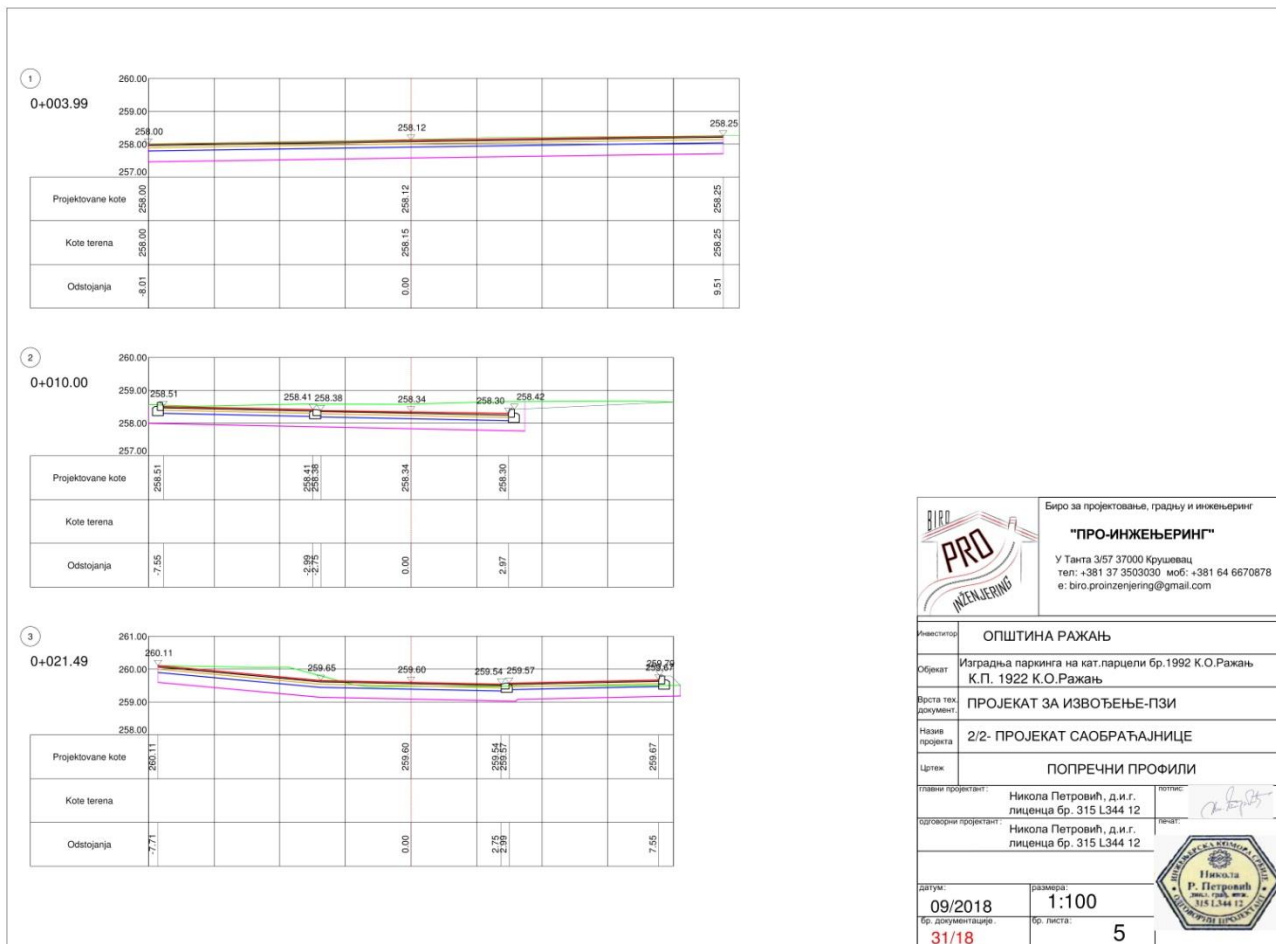 1
0+003.99
260.00
259.00
258.00
257.00
258.00
258.12
258.25
Projektovane kote
258.00
258.12
258.25
Kote terena
258.00
258.15
258.25
Odstojanja
-8.01
0.00
9.51
2
0+010.00
260.00
259.00
258.00
257.00
258.51
258.41
258.38
258.34
258.30
258.42
Projektovane kote
258.51
258.41
258.38
258.34
258.30
Kote terena
Odstojanja
-7.55
-2.99
-2.75
0.00
2.97
3
0+021.49
261.00
260.00
259.00
258.00
260.11
259.65
259.60
259.54
259.57
259.79
259.67
Projektovane kote
260.11
259.60
259.54
259.57
259.67
Kote terena
Odstojanja
-7.71
0.00
2.75
2.99
7.55
BIRO
PRO
INŽENJERING
Биро за пројектовање, градњу и инжењеринг
"ПРО-ИНЖЕЊЕРИНГ"
У Танта 3/57 37000 Крушевац
тел: +381 37 3503030 моб: +381 64 6670878
е: biro.proinzenjering@gmail.com
Инвеститор
ОПШТИНА РАЖАЊ
Објекат
Изградња паркинга на кат.парцели бр.1992 К.О.Ражањ
К.П. 1922 К.О.Ражањ
Врста тех.
документ.
ПРОЈЕКАТ ЗА ИЗВОЂЕЊЕ-ПЗИ
Назив
пројекта
2/2- ПРОЈЕКАТ САОБРАЋАЈНИЦЕ
Цртеж
ПОПРЕЧНИ ПРОФИЛИ
главни пројектант:
Никола Петровић, д.и.г.
лиценца бр. 315 L344 12
потпис:
одговорни пројектант:
Никола Петровић, д.и.г.
лиценца бр. 315 L344 12
печат:
ИНЖЕЊЕРСКА КОМОРА СРБИЈЕ
Никола
Р. Петровић
дипл. грађ. инж.
315 L344 12
ОДГОВОРНИ ПРОЈЕКТАНТ
датум:
09/2018
размера:
1:100
бр. документације.
31/18
бр. листа:
5